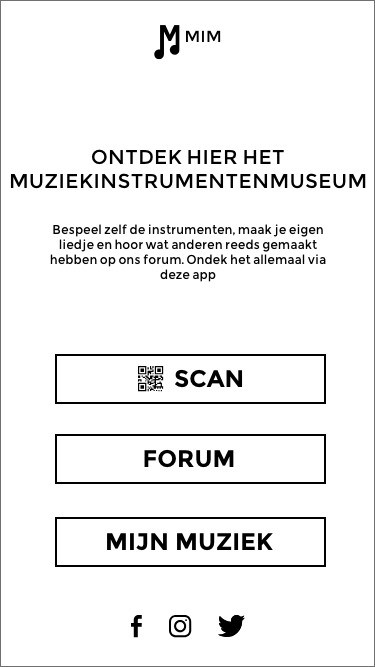 MIM
ONTDEK HIER HET
MUZIEKINSTRUMENTENMUSEUM
Bespeel zelf de instrumenten, maak je eigen
liedje en hoor wat anderen reeds gemaakt
hebben op ons forum. Ondek het allemaal via
deze app
SCAN
FORUM
MIJN MUZIEK